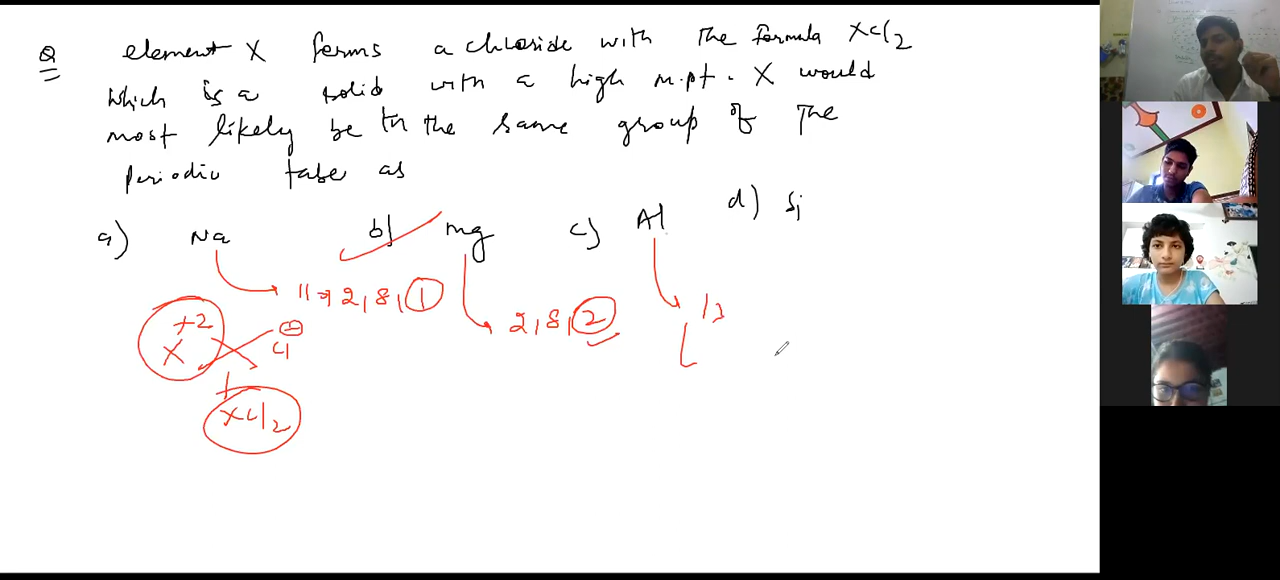 Q element X forms a chloride with the formula XCl2
which is a solid with a high m.pt. X would
most likely be in the same group of the
periodic tabe as
a) Na b) mg c) Al d) Si
11 → 2, 8, 1
2, 8, 2
13
+2 ⊖
X Cl
XCl2